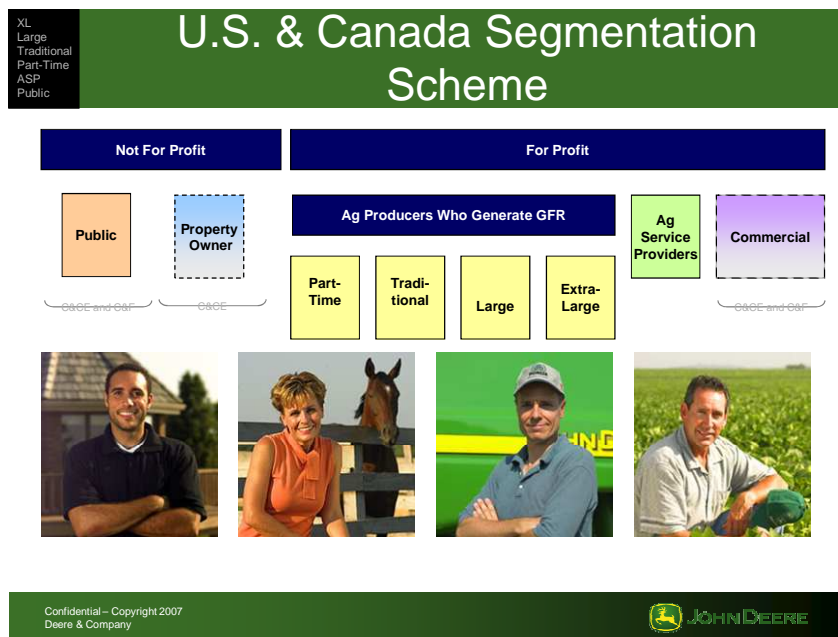 XL
Large
Traditional
Part-Time
ASP
Public
U.S. & Canada Segmentation
Scheme
Not For Profit
For Profit
Public
Property
Owner
Ag Producers Who Generate GFR
Ag
Service
Providers
Commercial
Part-
Time
Tradi-
tional
Large
Extra-
Large
C&CE and C&F
C&CE
C&CE and C&F
Confidential – Copyright 2007
Deere & Company
JOHN DEERE